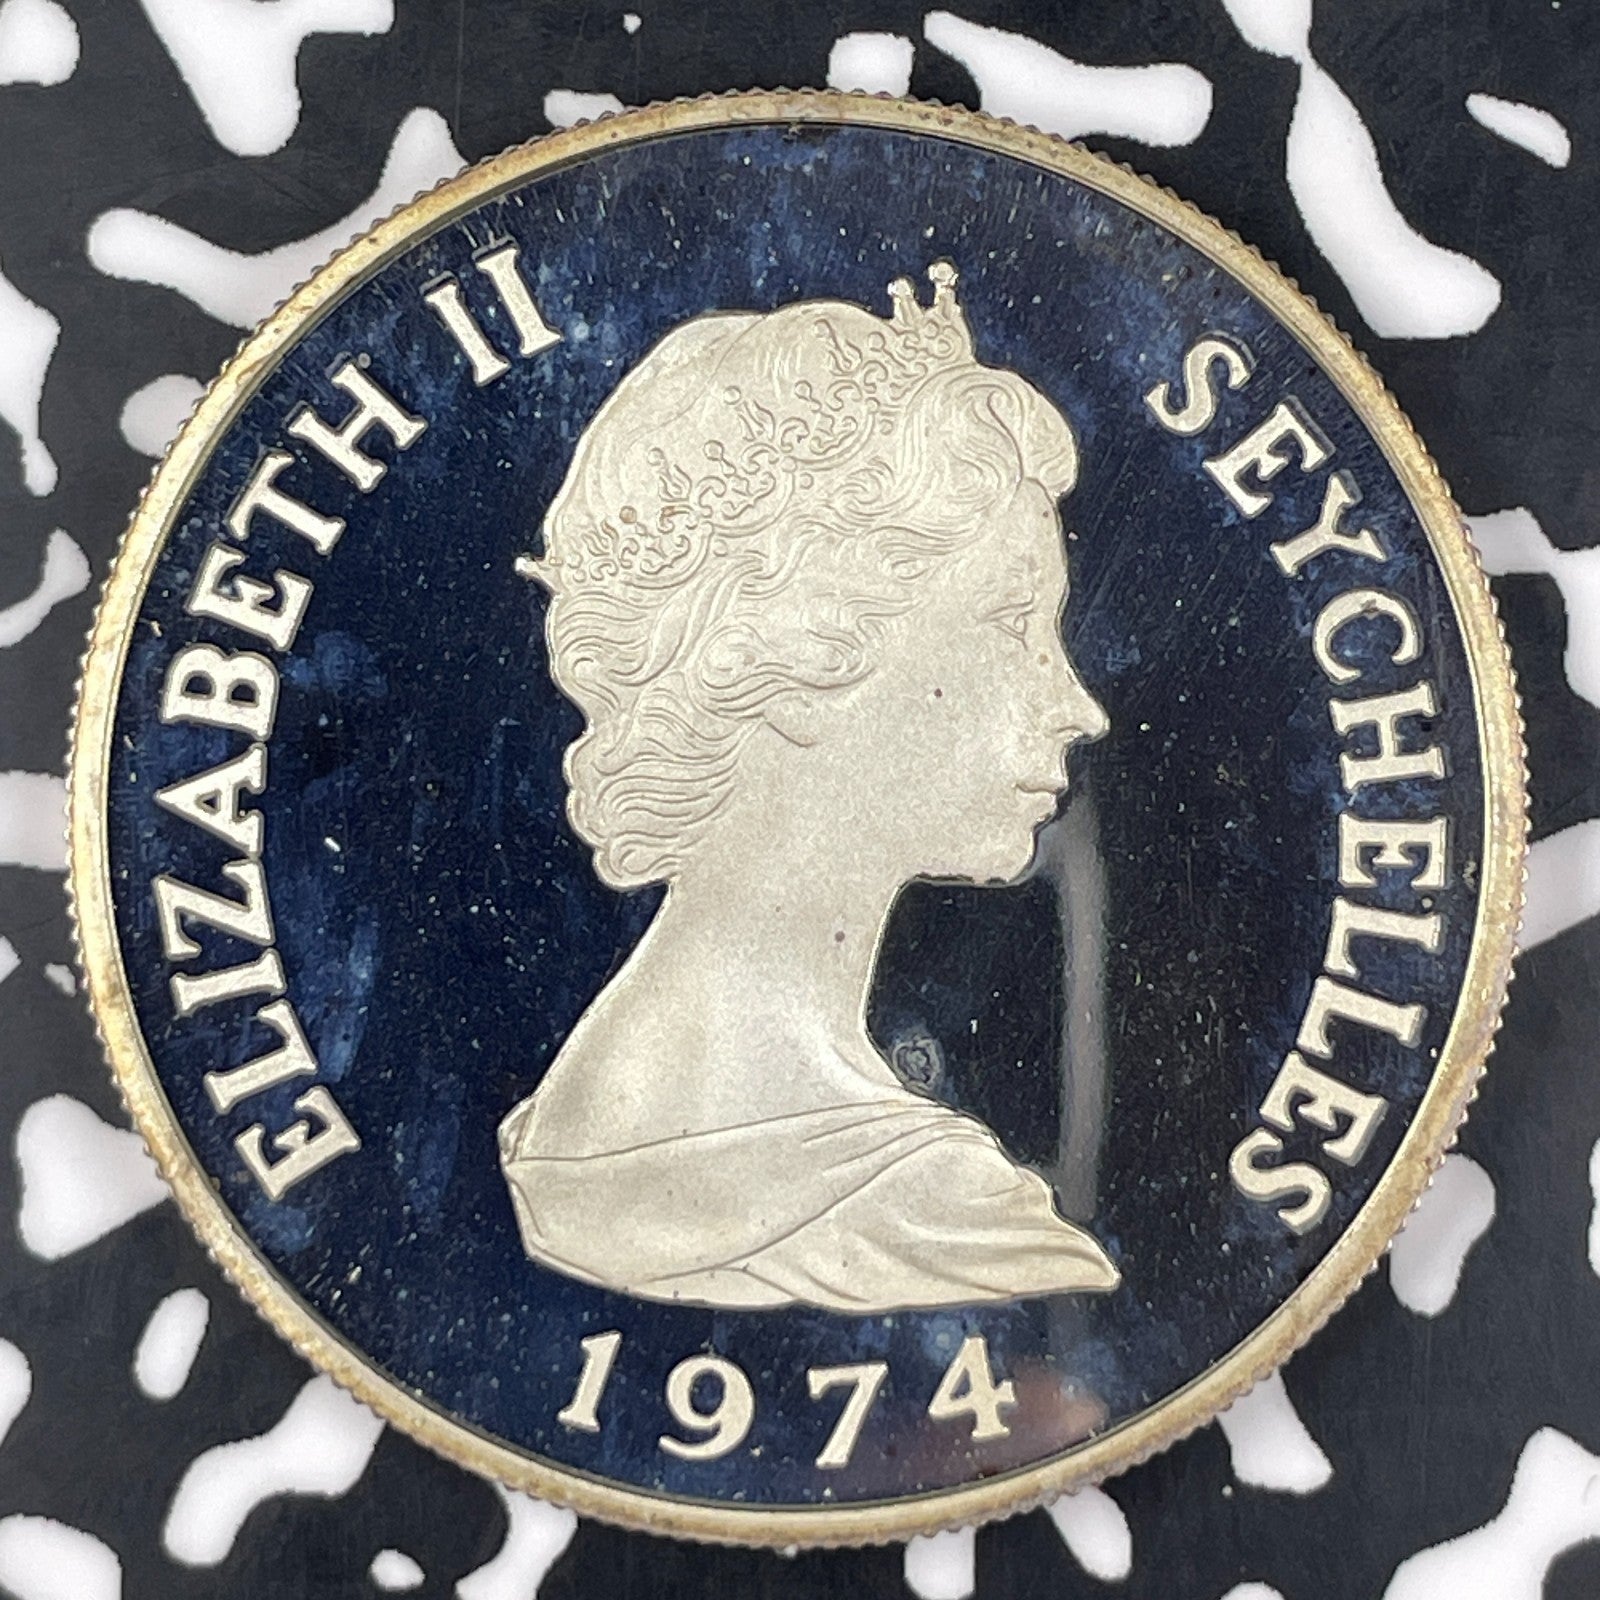 ELIZABETH II
SEYCHELLES
1974